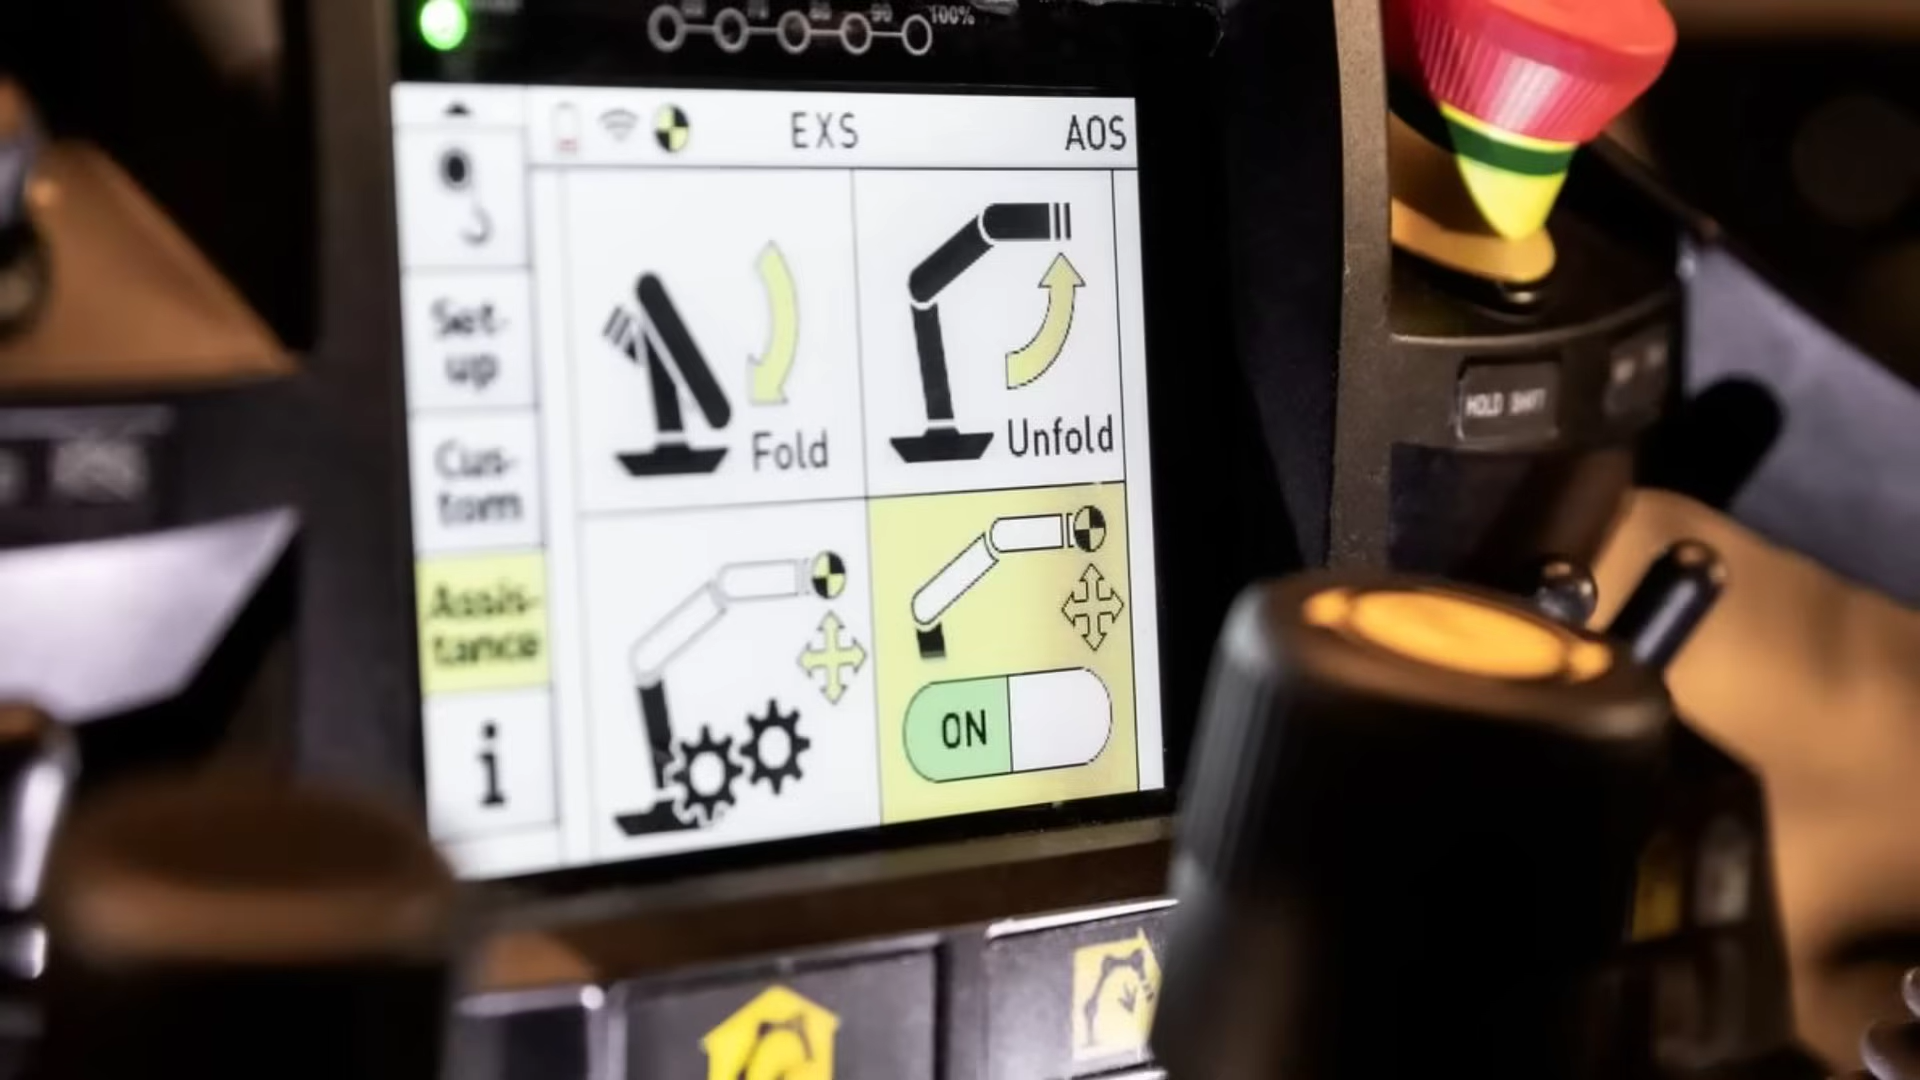 100%
EXS
AOS
Set-
up
Cus-
tom
Assis-
tance
i
Fold
Unfold
ON
HOLD SHIFT